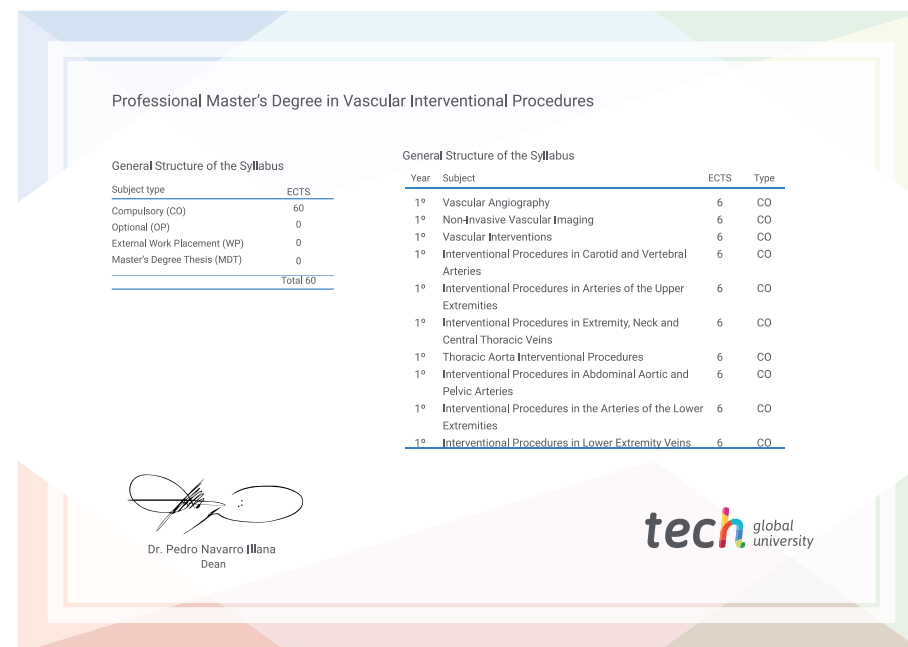 Professional Master's Degree in Vascular Interventional Procedures
General Structure of the Syllabus
Subject type ECTS
Compulsory (CO) 60
Optional (OP) 0
External Work Placement (WP) 0
Master's Degree Thesis (MDT) 0
Total 60
General Structure of the Syllabus
Year Subject ECTS Type
1º Vascular Angiography 6 CO
1º Non-Invasive Vascular Imaging 6 CO
1º Vascular Interventions 6 CO
1º Interventional Procedures in Carotid and Vertebral 6 CO
Arteries
1º Interventional Procedures in Arteries of the Upper 6 CO
Extremities
1º Interventional Procedures in Extremity, Neck and 6 CO
Central Thoracic Veins
1º Thoracic Aorta Interventional Procedures 6 CO
1º Interventional Procedures in Abdominal Aortic and 6 CO
Pelvic Arteries
1º Interventional Procedures in the Arteries of the Lower 6 CO
Extremities
1º Interventional Procedures in Lower Extremity Veins 6 CO
Dr. Pedro Navarro Illana
Dean
tech global
university